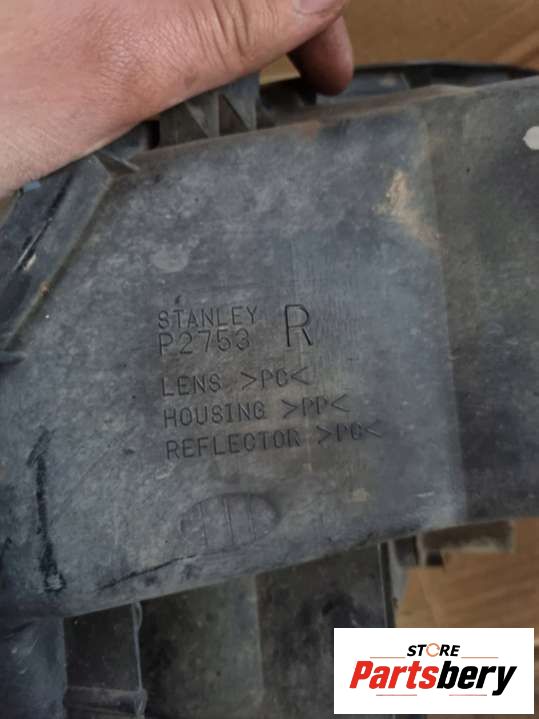 STANLEY R
P2753
LENS >PC<
HOUSING >PP<
REFLECTOR >PC<
STORE
Partsbery